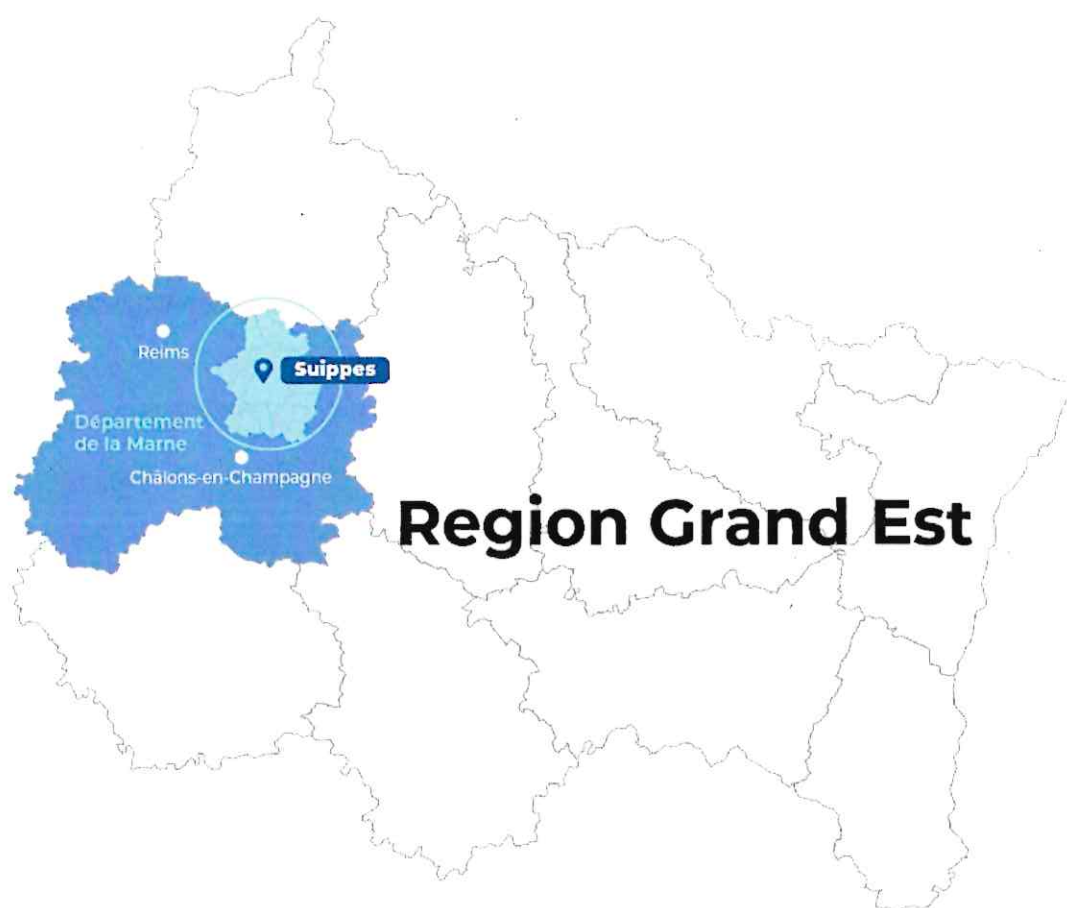 Reims
Suippes
Département
de la Marne
Châlons-en-Champagne
Region Grand Est